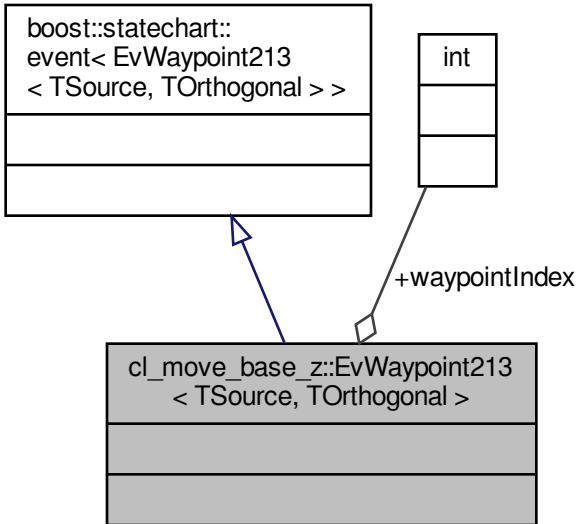 boost::statechart::
event< EvWaypoint213
< TSource, TOrthogonal > >
int
+waypointIndex
cl_move_base_z::EvWaypoint213
< TSource, TOrthogonal >